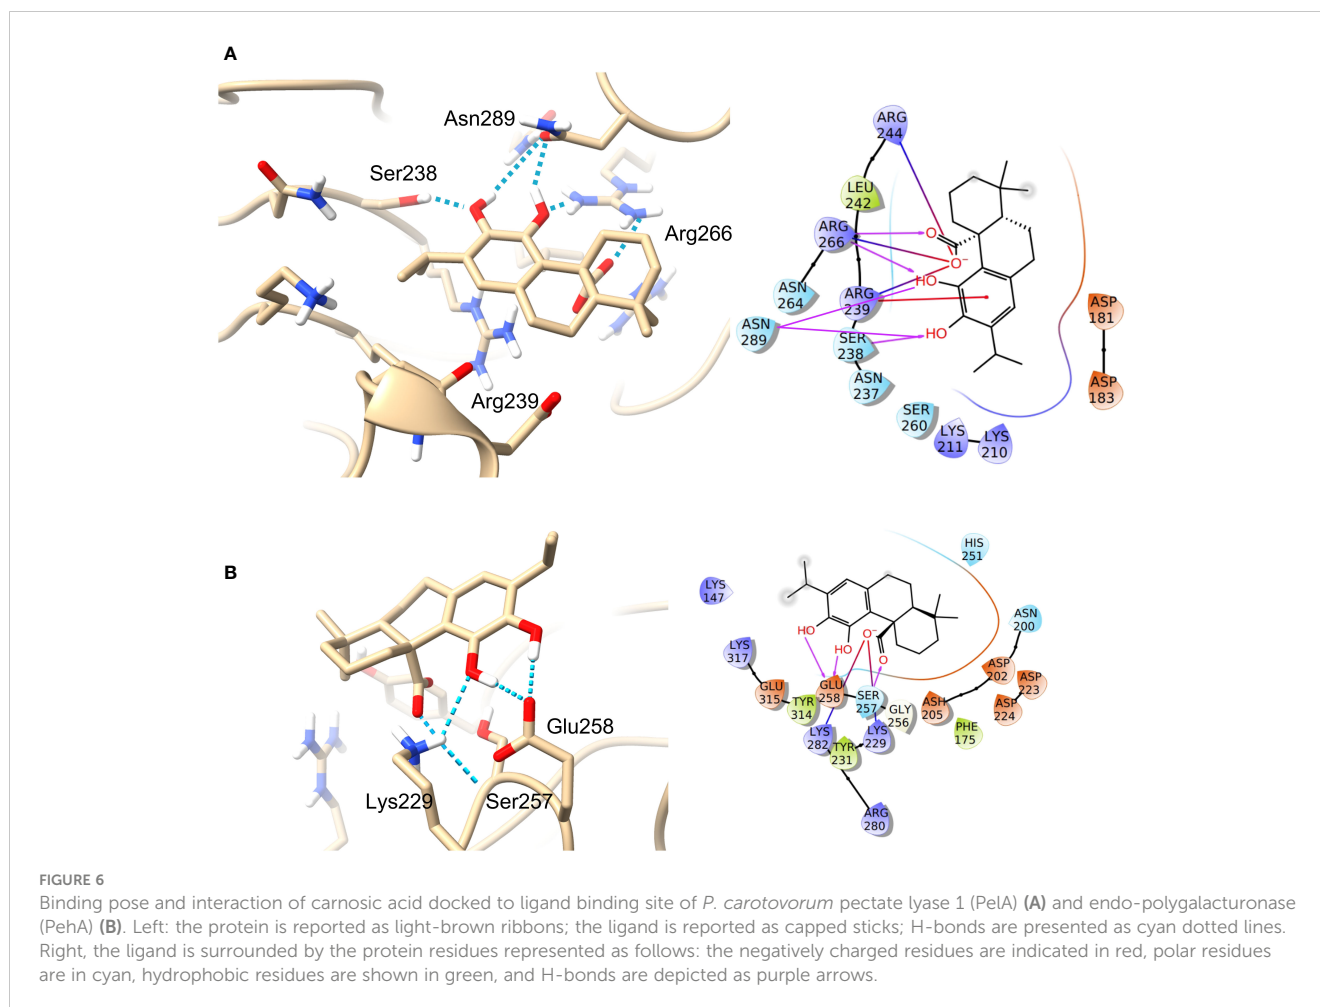 A
Asn289
Ser238
Arg266
Arg239
ARG
244
LEU
242
ARG
266
ASN
264
ARG
239
ASN
289
SER
238
ASN
237
SER
260
LYS
211
LYS
210
ASP
181
ASP
183
O
O⁻
HO
HO
B
Glu258
Lys229
Ser257
HIS
251
LYS
147
ASN
200
LYS
317
GLU
315
TYR
314
GLU
258
SER
257
GLY
256
ASH
205
ASP
202
ASP
223
ASP
224
PHE
175
LYS
282
TYR
231
LYS
229
ARG
280
HO
HO
O⁻
O
FIGURE 6
Binding pose and interaction of carnosic acid docked to ligand binding site of P. carotovorum pectate lyase 1 (PelA) (A) and endo-polygalacturonase
(PehA) (B). Left: the protein is reported as light-brown ribbons; the ligand is reported as capped sticks; H-bonds are presented as cyan dotted lines.
Right, the ligand is surrounded by the protein residues represented as follows: the negatively charged residues are indicated in red, polar residues
are in cyan, hydrophobic residues are shown in green, and H-bonds are depicted as purple arrows.